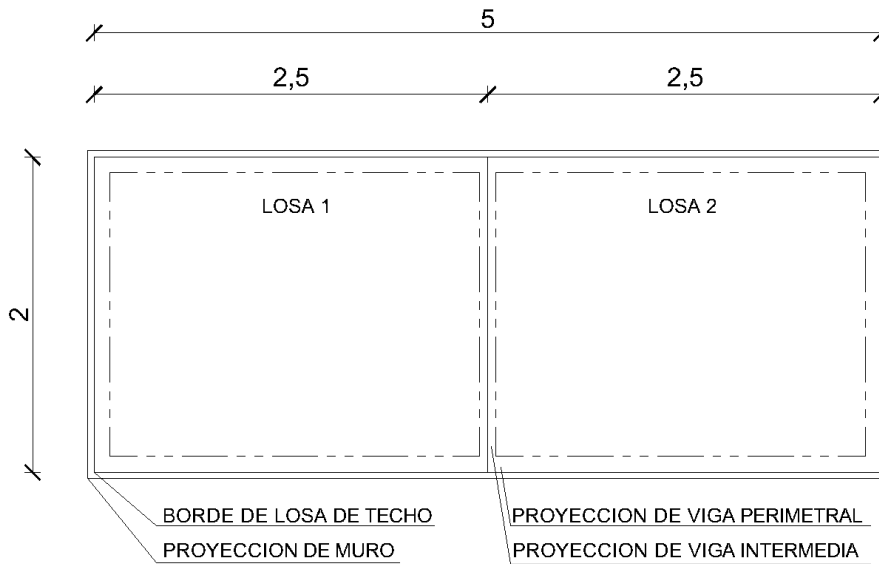 5
2,5
2,5
LOSA 1
LOSA 2
2
BORDE DE LOSA DE TECHO
PROYECCION DE VIGA PERIMETRAL
PROYECCION DE MURO
PROYECCION DE VIGA INTERMEDIA